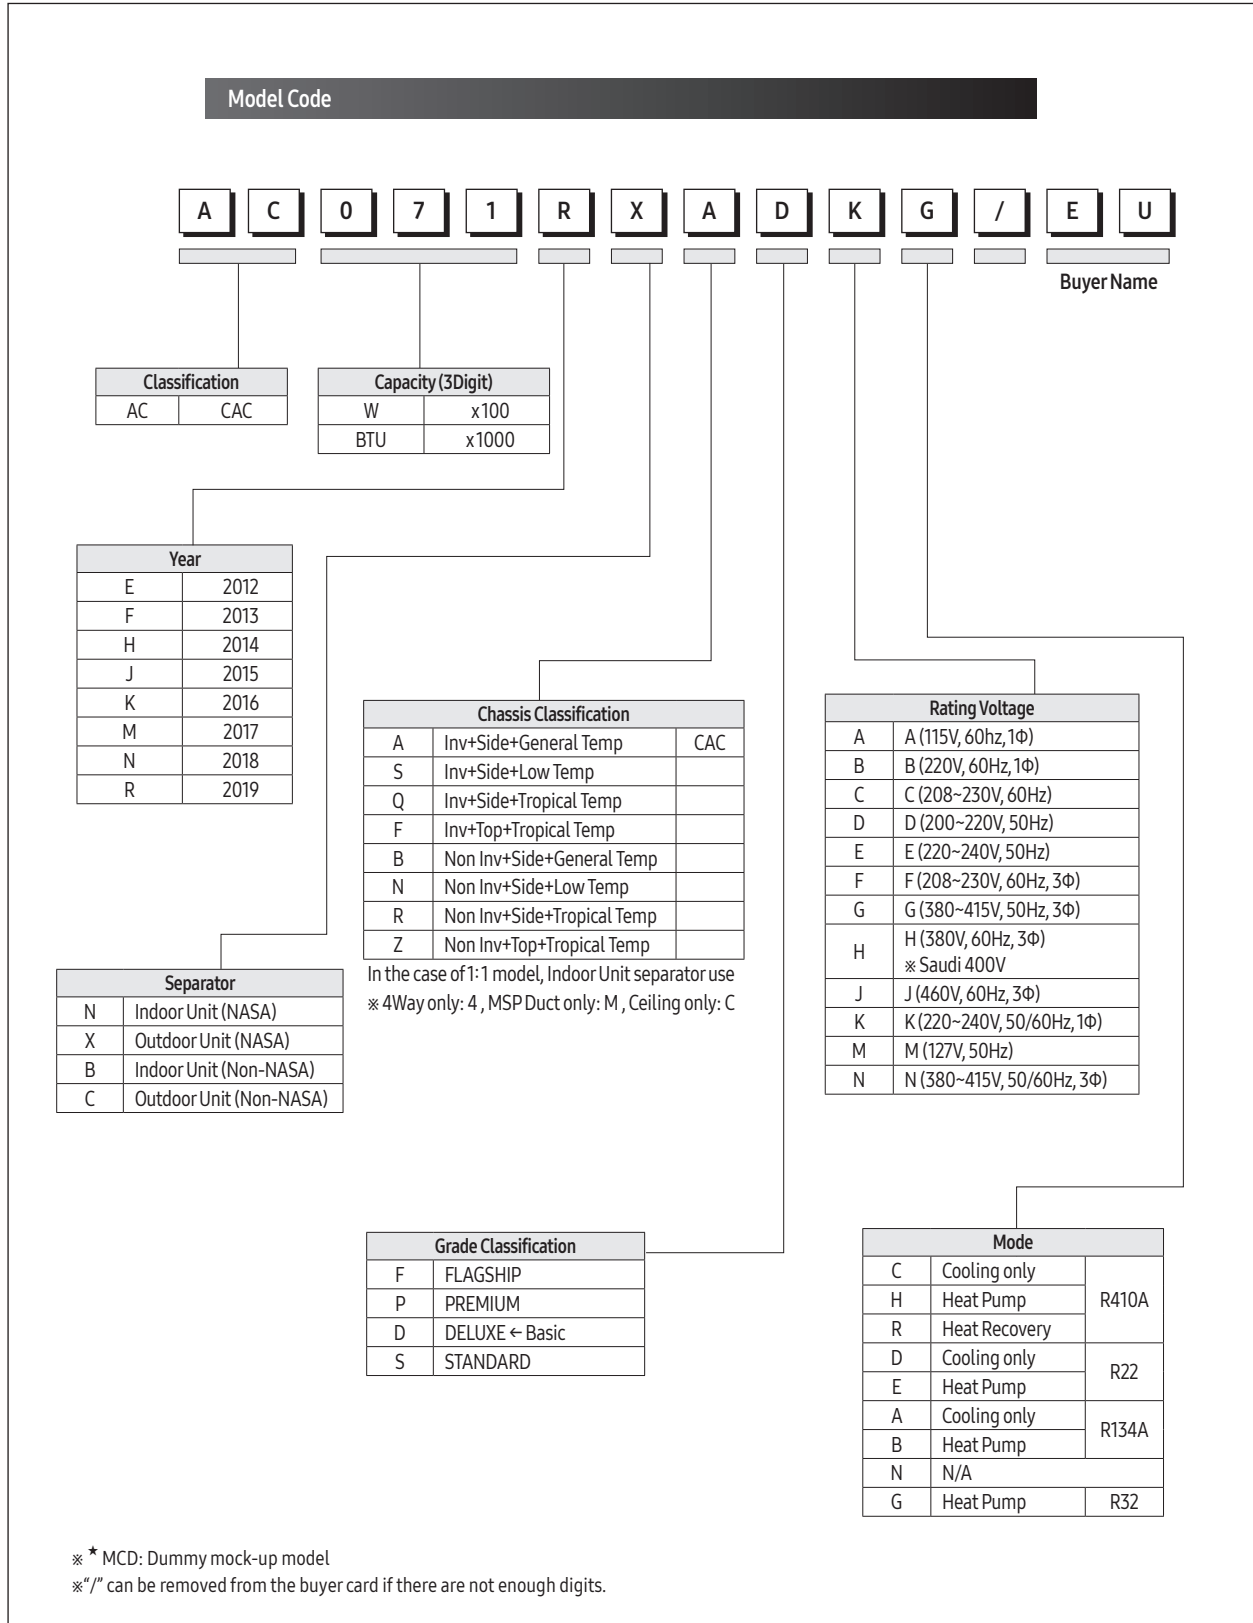 Model Code
A C 0 7 1 R X A D K G / E U
Buyer Name
Classification
AC CAC
Capacity (3Digit)
W x100
BTU x1000
Year
E 2012
F 2013
H 2014
J 2015
K 2016
M 2017
N 2018
R 2019
Separator
N Indoor Unit (NASA)
X Outdoor Unit (NASA)
B Indoor Unit (Non-NASA)
C Outdoor Unit (Non-NASA)
Chassis Classification
A Inv+Side+General Temp CAC
S Inv+Side+Low Temp
Q Inv+Side+Tropical Temp
F Inv+Top+Tropical Temp
B Non Inv+Side+General Temp
N Non Inv+Side+Low Temp
R Non Inv+Side+Tropical Temp
Z Non Inv+Top+Tropical Temp
In the case of 1:1 model, Indoor Unit separator use
※ 4Way only: 4 , MSP Duct only: M , Ceiling only: C
Rating Voltage
A A (115V, 60hz, 1Φ)
B B (220V, 60Hz, 1Φ)
C C (208~230V, 60Hz)
D D (200~220V, 50Hz)
E E (220~240V, 50Hz)
F F (208~230V, 60Hz, 3Φ)
G G (380~415V, 50Hz, 3Φ)
H H (380V, 60Hz, 3Φ)
※ Saudi 400V
J J (460V, 60Hz, 3Φ)
K K (220~240V, 50/60Hz, 1Φ)
M M (127V, 50Hz)
N N (380~415V, 50/60Hz, 3Φ)
Grade Classification
F FLAGSHIP
P PREMIUM
D DELUXE ← Basic
S STANDARD
Mode
C Cooling only
H Heat Pump R410A
R Heat Recovery
D Cooling only R22
E Heat Pump
A Cooling only R134A
B Heat Pump
N N/A
G Heat Pump R32
※ ★ MCD: Dummy mock-up model
※"/" can be removed from the buyer card if there are not enough digits.